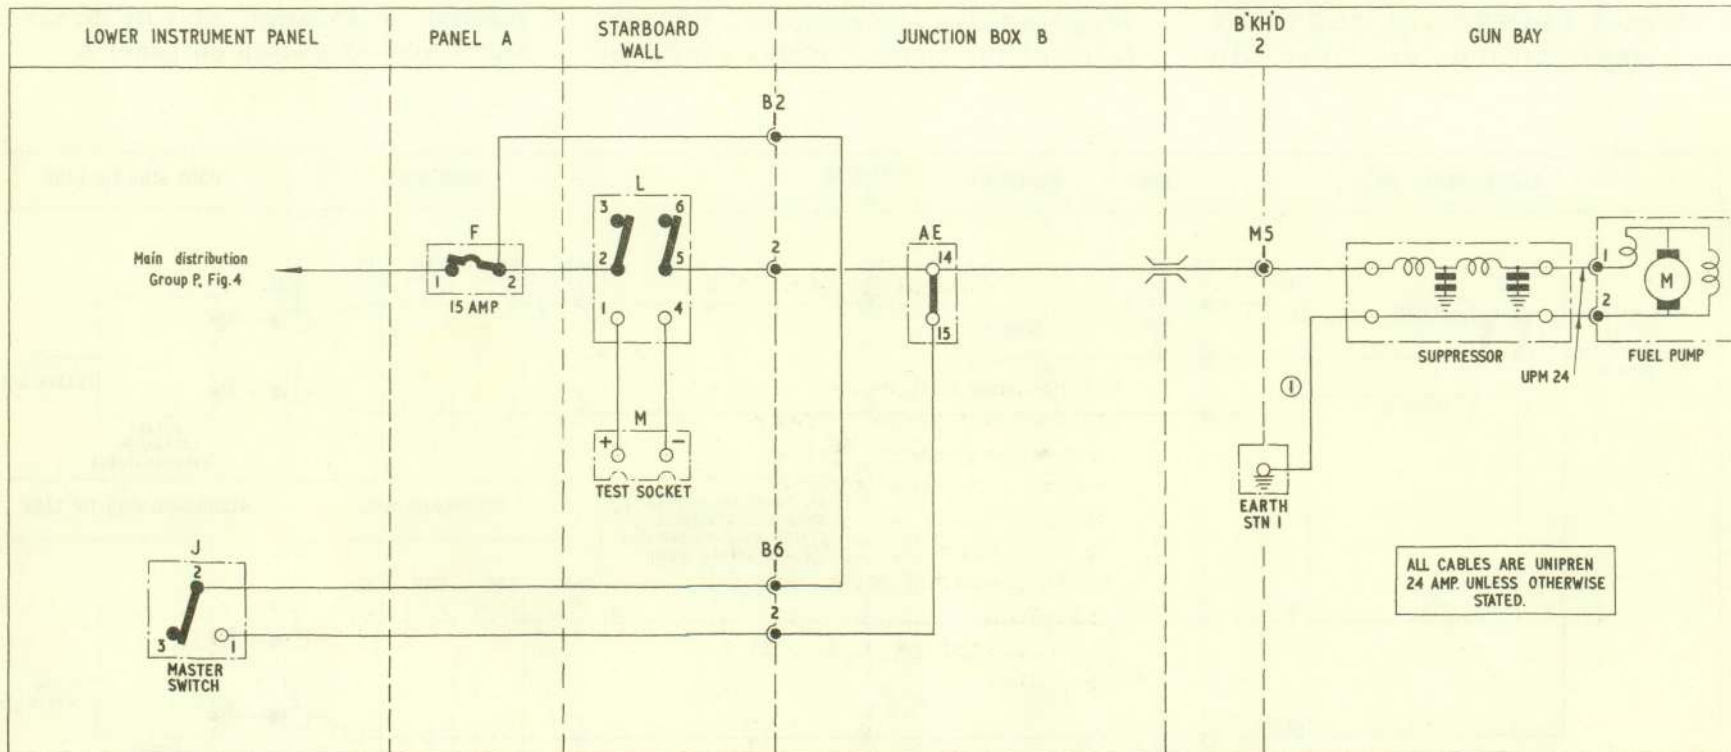 LOWER INSTRUMENT PANEL
PANEL A
STARBOARD
WALL
JUNCTION BOX B
B'KH'D
2
GUN BAY
B2
1
L
3 6
2 5
1 4
F
1 2
15 AMP
Main distribution
Group P, Fig. 4
2
AE
14
15
M5
1
2
M
SUPPRESSOR
FUEL PUMP
UPM 24
1
M
+ −
TEST SOCKET
EARTH
STN 1
J
2
3 1
MASTER
SWITCH
B6
1
2
ALL CABLES ARE UNIPREN
24 AMP. UNLESS OTHERWISE
STATED.